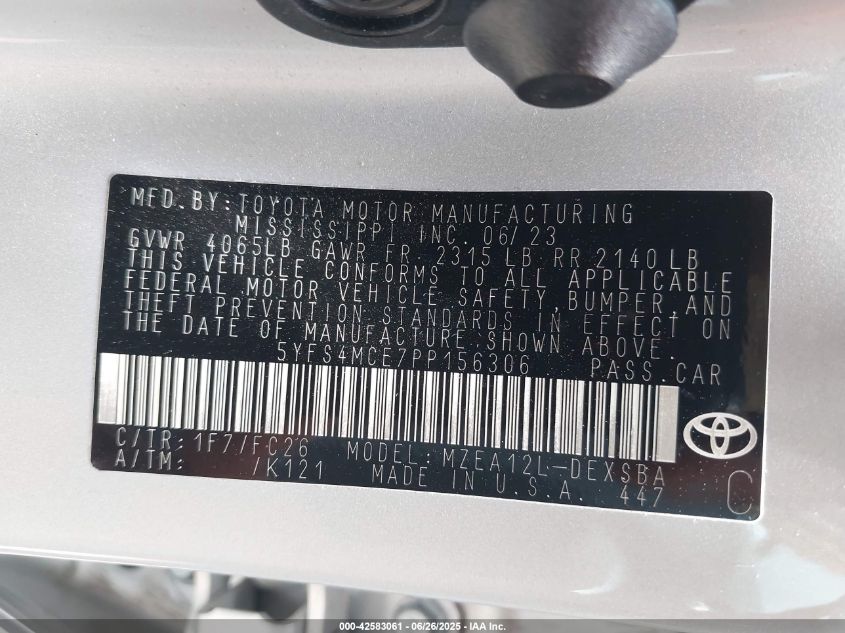 MFD. BY: TOYOTA MOTOR MANUFACTURING
MISSISSIPPI INC. 06/23
GVWR 4065LB GAWR FR. 2315 LB RR 2140 LB
THIS VEHICLE CONFORMS TO ALL APPLICABLE
FEDERAL MOTOR VEHICLE SAFETY, BUMPER, AND
THEFT PREVENTION STANDARDS IN EFFECT ON
THE DATE OF MANUFACTURE SHOWN ABOVE.
5YFS4MCE7PP156306 PASS. CAR
C/TR: 1F7/FC26 MODEL: MZEA12L-DEXSBA
A/TM: /K121 MADE IN U.S.A. 447
C
000-42583061 - 06/26/2025 - IAA Inc.